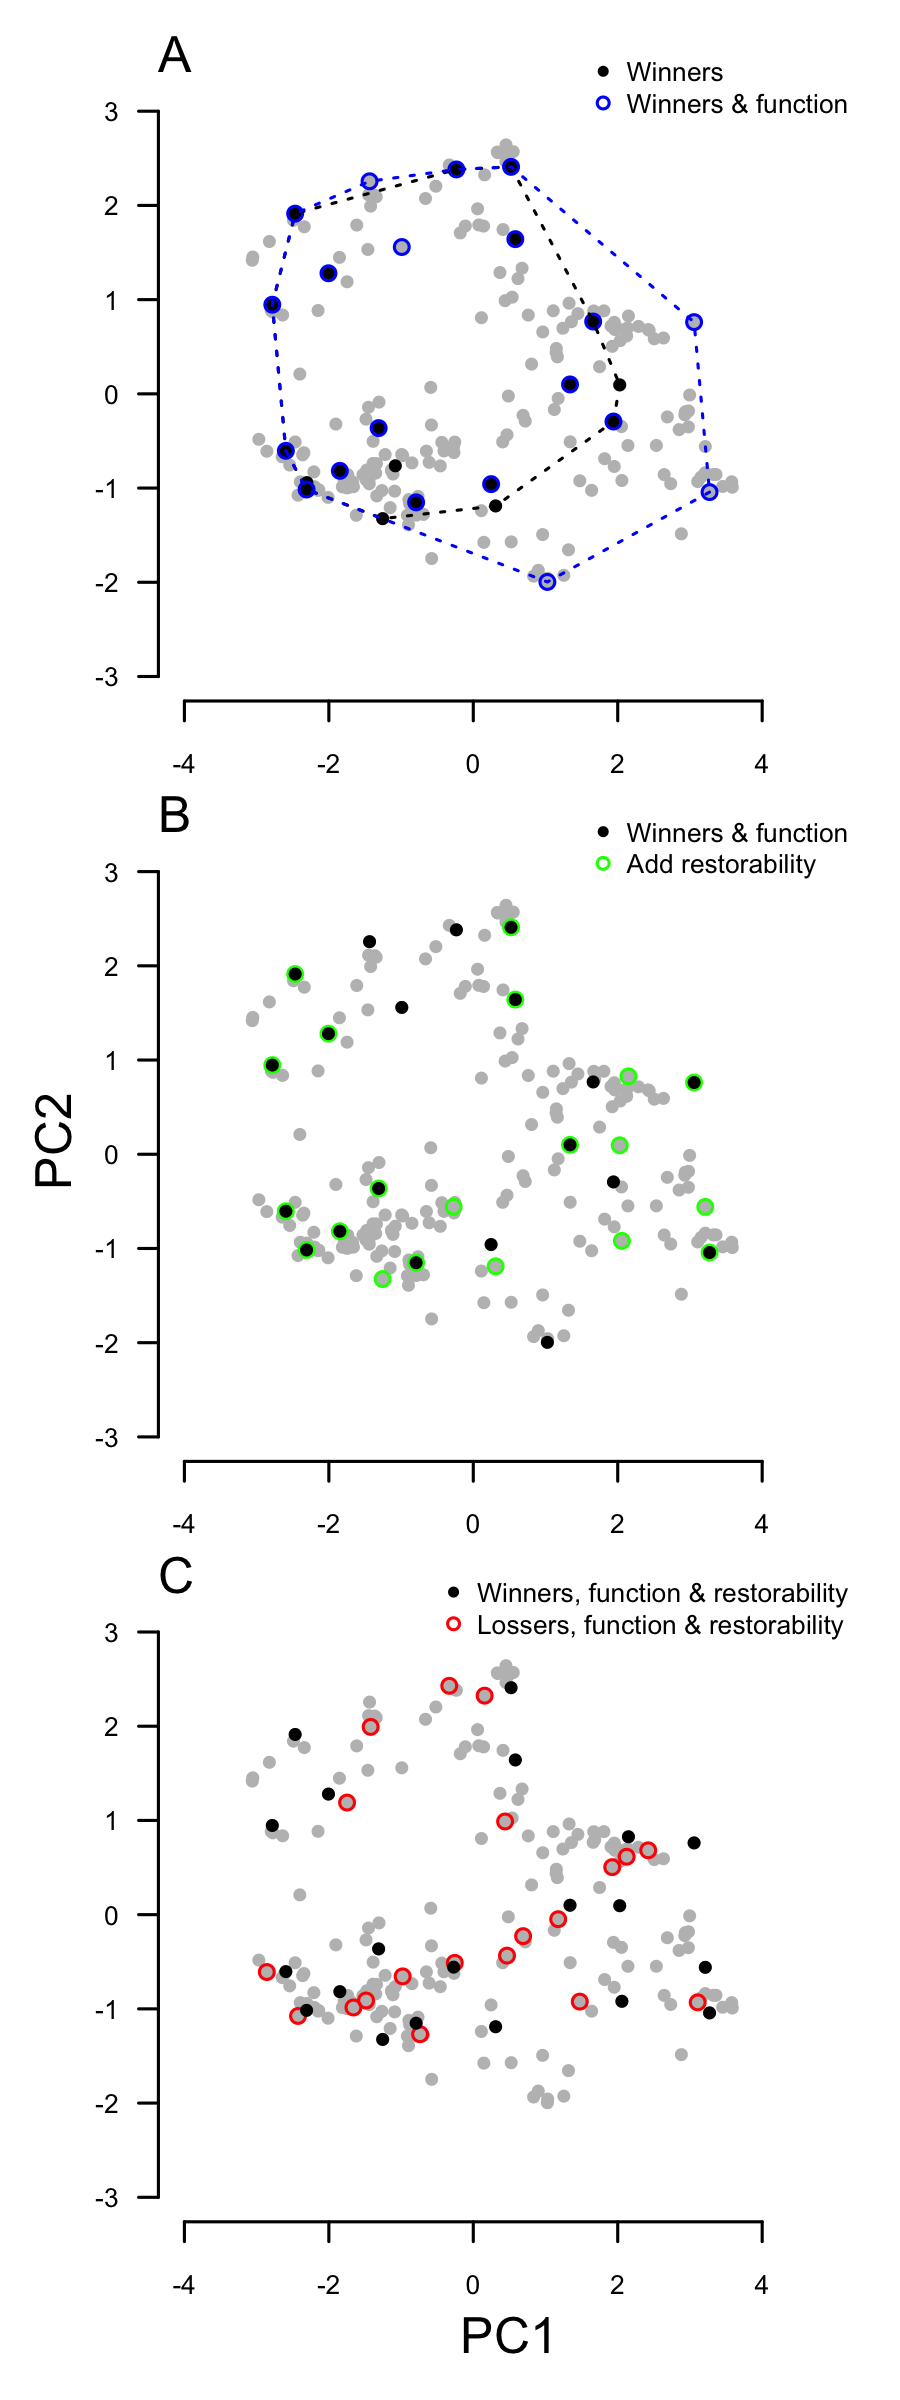 A
Winners
Winners & function
3
2
1
0
-1
-2
-3
-4 -2 0 2 4
B
Winners & function
Add restorability
3
2
1
0
-1
-2
-3
PC2
-4 -2 0 2 4
C
Winners, function & restorability
Lossers, function & restorability
3
2
1
0
-1
-2
-3
-4 -2 0 2 4
PC1